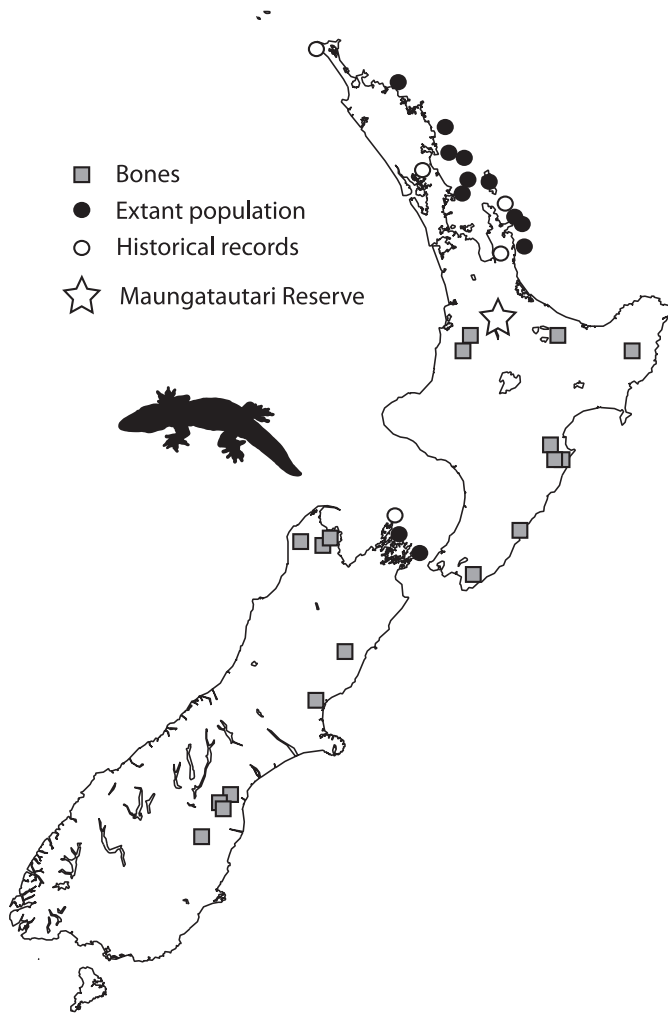 Bones
Extant population
Historical records
Maungatautari Reserve